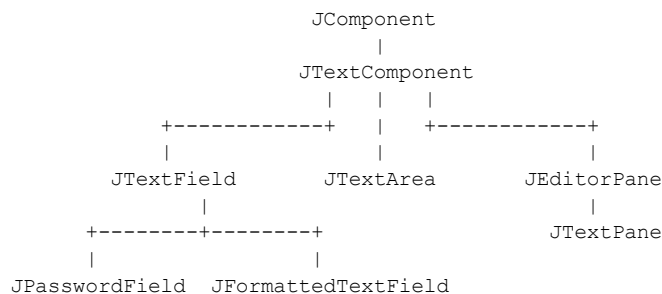 JComponent
|
JTextComponent
| | |
+------------+ | +------------+
| | |
JTextField JTextArea JEditorPane
| |
+--------+--------+ JTextPane
| |
JPasswordField JFormattedTextField